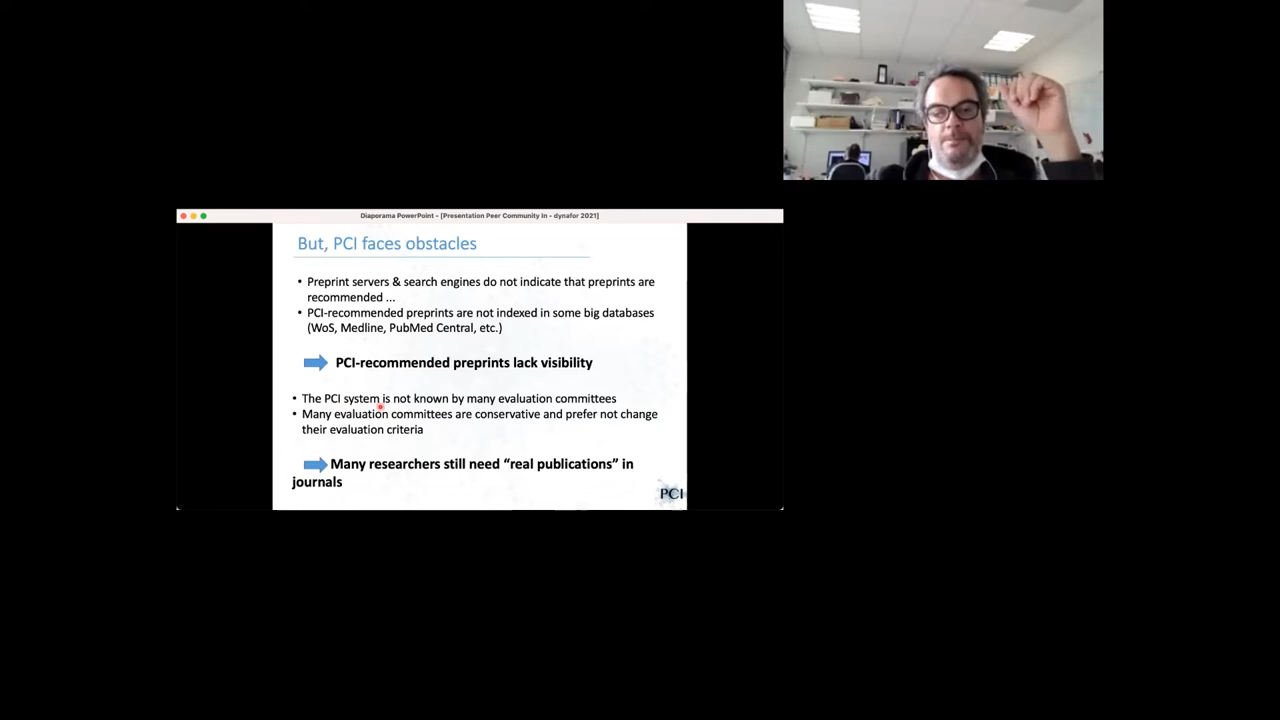 Diaporama PowerPoint - [Presentation Peer Community In - dynafor 2021]
But, PCI faces obstacles
• Preprint servers & search engines do not indicate that preprints are
recommended ...
• PCI-recommended preprints are not indexed in some big databases
(WoS, Medline, PubMed Central, etc.)
PCI-recommended preprints lack visibility
• The PCI system is not known by many evaluation committees
• Many evaluation committees are conservative and prefer not change
their evaluation criteria
Many researchers still need “real publications” in
journals
PCI